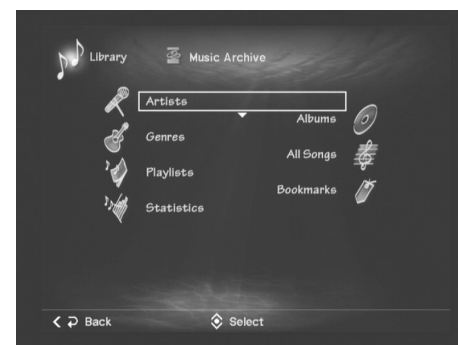 Library Music Archive
Artists
Albums
Genres
All Songs
Playlists
Bookmarks
Statistics
Back Select